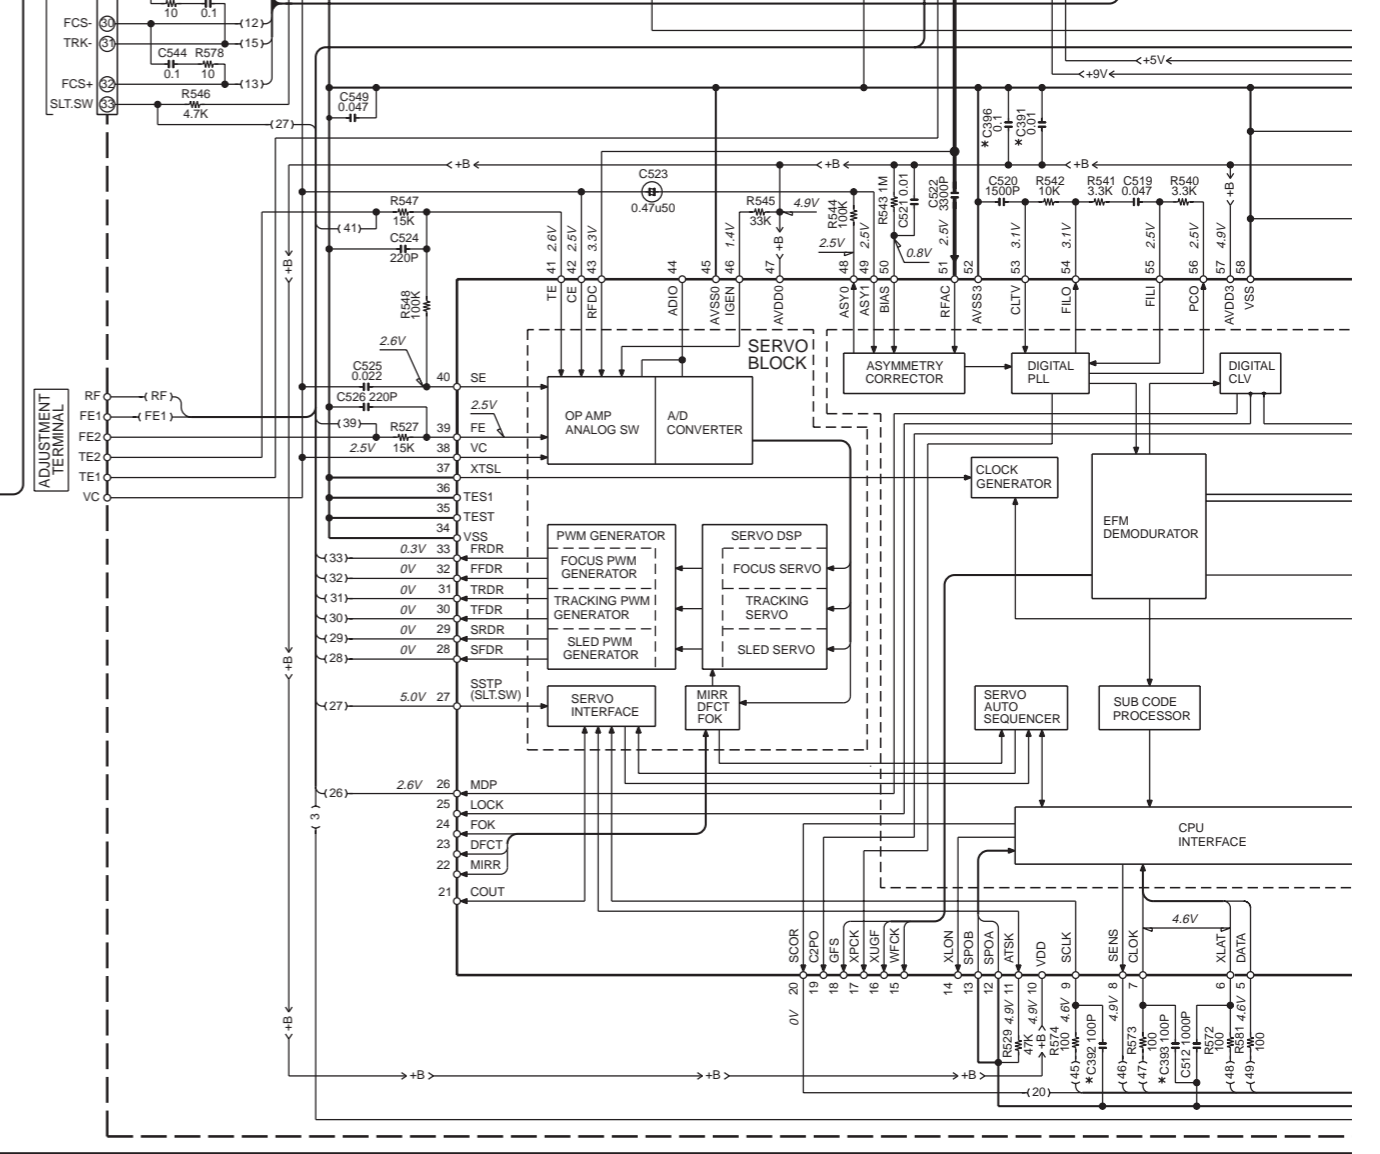 10
0.1
FCS-
30
(12)
TRK-
31
(15)
C544
0.1
R578
10
FCS+
32
(13)
SLT.SW
33
R546
4.7K
(27)
+5V
+9V
C549
0.047
*C396
0.1
*C391
0.01
+B
+B
+B
C523
0.47u50
R547
15K
(41)
C524
220P
R548
100K
2.6V
C525
0.022
C526 220P
(39)
R527
15K
2.5V
2.5V
R545
33K
4.9V
+B
R544
100K
2.5V
R543 1M
C521 0.01
0.8V
C522
3300P
C520
1500P
R542
10K
R541
3.3K
C519
0.047
R540
3.3K
+B
+B
41 2.6V
42 2.5V
43 3.3V
44
45
46 1.4V
47
48
49 2.5V
50
51 2.5V
52
53 3.1V
54 3.1V
55 2.5V
56 2.5V
57 4.9V
58
TE
CE
RFDC
ADIO
AVSS0
IGEN
AVDD0
ASY0
ASY1
BIAS
RFAC
AVSS3
CLTV
FILO
FILI
PCO
AVDD3
VSS
SERVO
BLOCK
ASYMMETRY
CORRECTOR
DIGITAL
PLL
DIGITAL
CLV
OP AMP
ANALOG SW
A/D
CONVERTER
ADJUSTMENT
TERMINAL
RF
(RF)
FE1
(FE1)
FE2
TE2
TE1
VC
40 SE
39 FE
38 VC
37 XTSL
36 TES1
35 TEST
34 VSS
CLOCK
GENERATOR
EFM
DEMODURATOR
(33) 0.3V 33 FRDR
(32) 0V 32 FFDR
(31) 0V 31 TRDR
(30) 0V 30 TFDR
(29) 0V 29 SRDR
(28) 0V 28 SFDR
PWM GENERATOR
FOCUS PWM
GENERATOR
TRACKING PWM
GENERATOR
SLED PWM
GENERATOR
SERVO DSP
FOCUS SERVO
TRACKING
SERVO
SLED SERVO
+B
(27) 5.0V 27 SSTP
(SLT.SW)
SERVO
INTERFACE
MIRR
DFCT
FOK
SERVO
AUTO
SEQUENCER
SUB CODE
PROCESSOR
(26) 2.6V 26 MDP
25 LOCK
24 FOK
23 DFCT
22 MIRR
21 COUT
3
CPU
INTERFACE
4.6V
SCOR
C2PO
GFS
XPCK
XUGF
WFCK
XLON
SPOB
SPOA
ATSK
VDD
SCLK
SENS
CLOK
XLAT
DATA
20
19
18
17
16
15
14
13
12
11
10
9
8
7
6
5
0V
4.9V
4.9V
4.6V
4.9V
4.6V
R529
47K
+B
R574
100
*C392 100P
R573
100
*C393 100P
C512 1000P
R572
100
R581
100
(45)
(46)
(47)
(48)
(49)
+B
+B
+B
+B
(20)